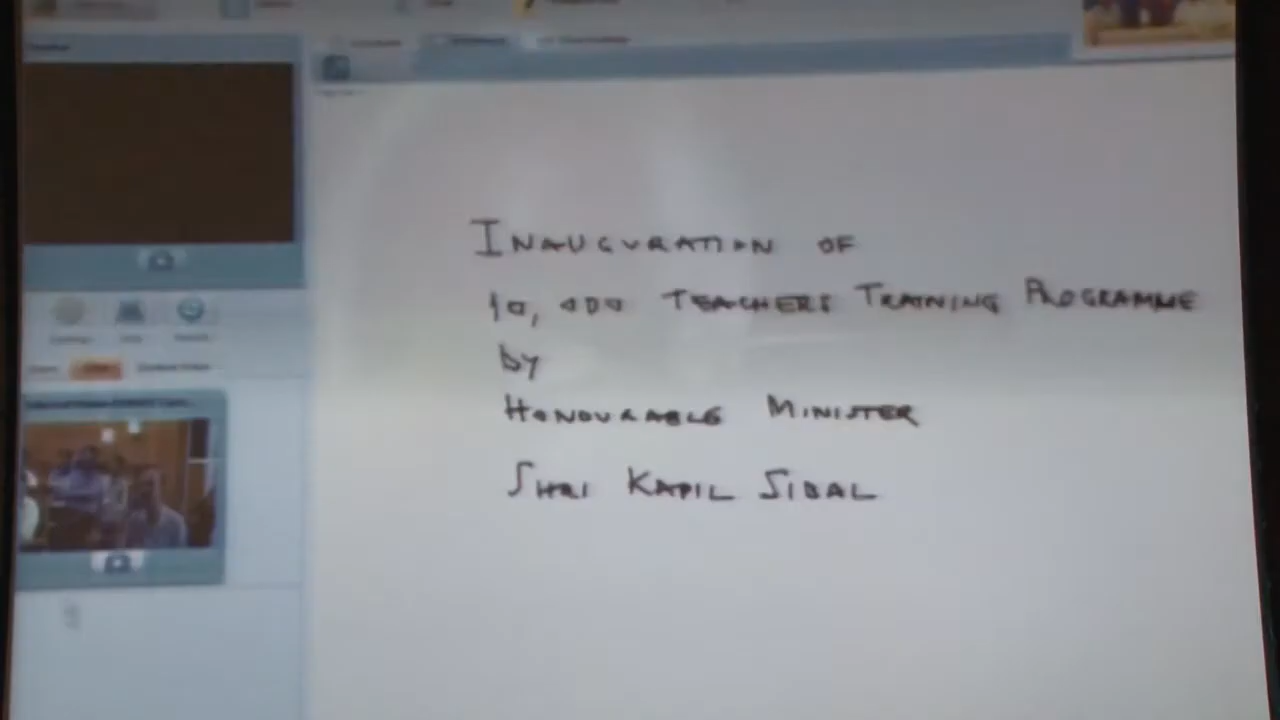 INAUGURATION OF
10,000 TEACHERS TRAINING PROGRAMME
by
HONOURABLE MINISTER
SHRI KAPIL SIBAL